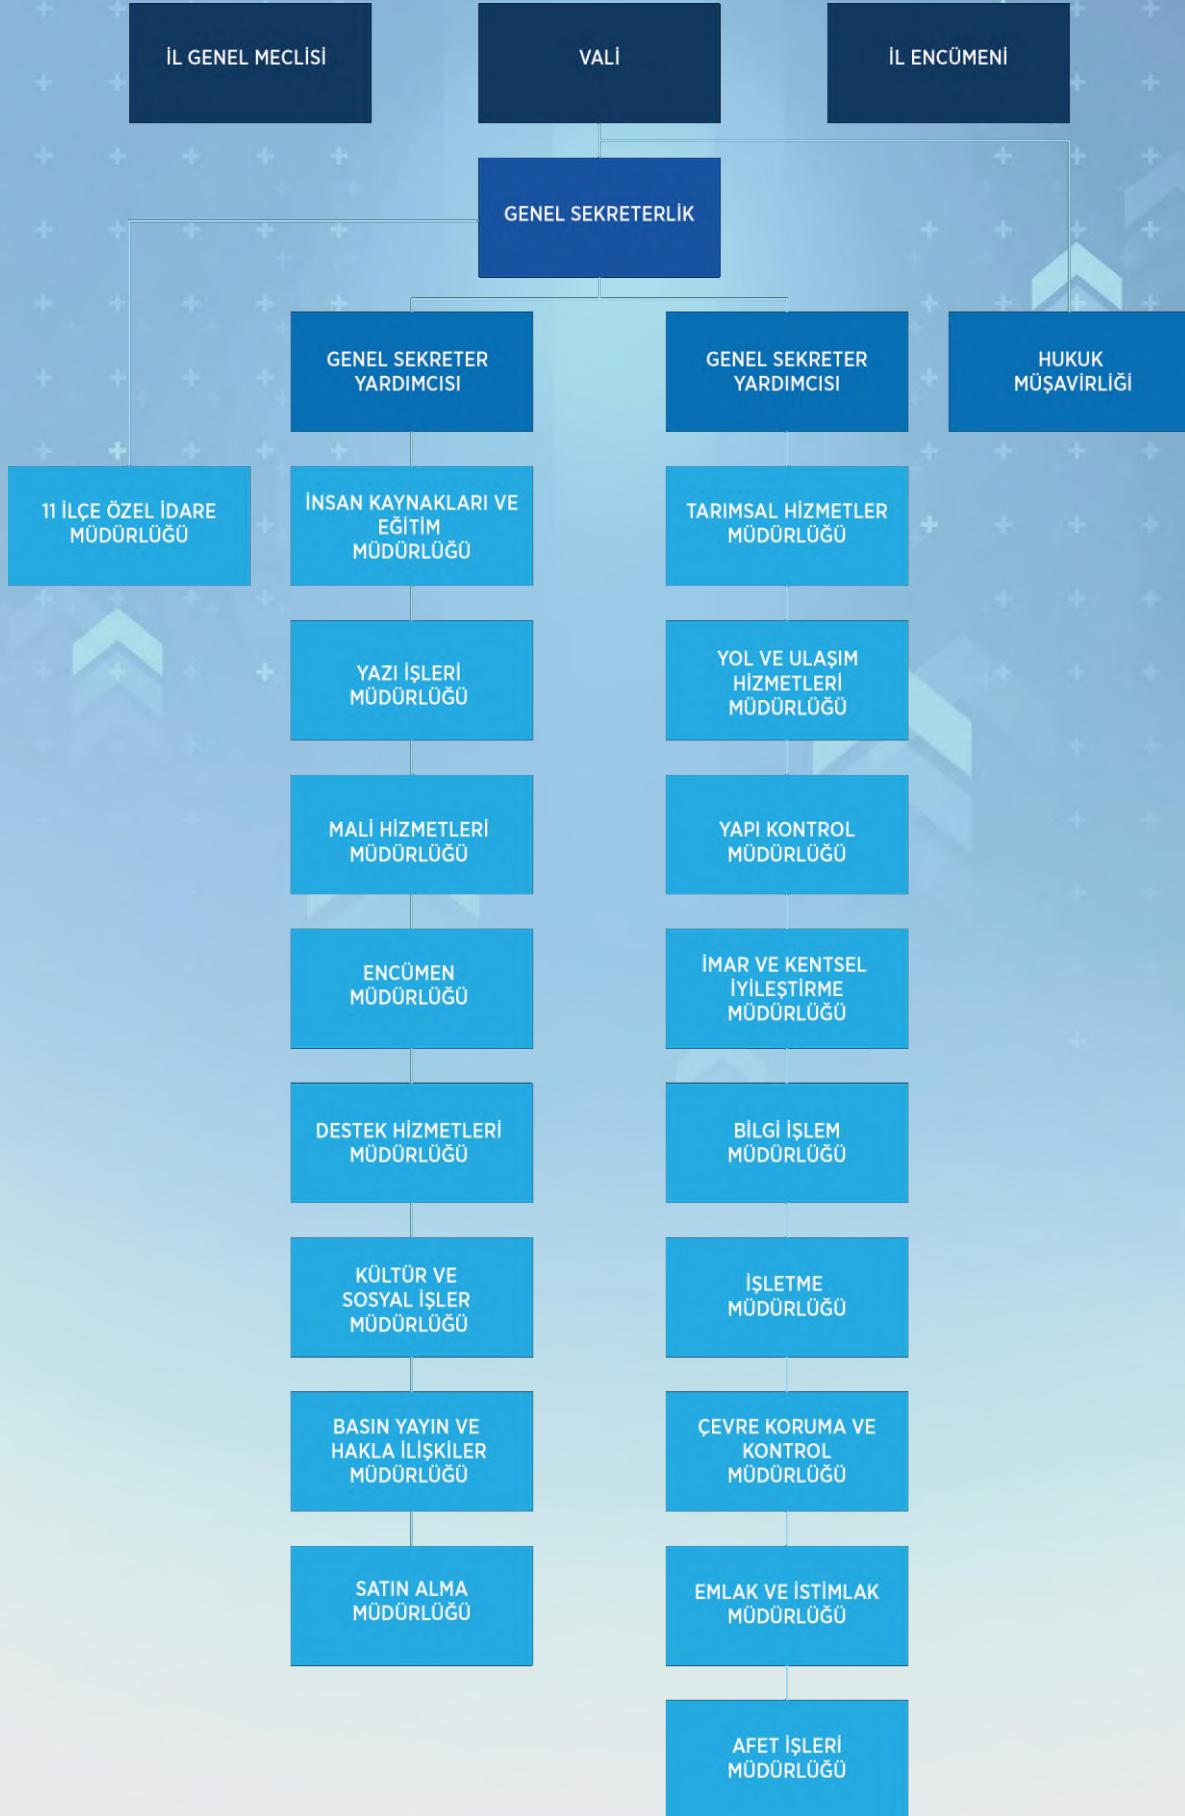 İL GENEL MECLİSİ
VALİ
İL ENCÜMENİ
GENEL SEKRETERLİK
GENEL SEKRETER
YARDIMCISI
GENEL SEKRETER
YARDIMCISI
HUKUK
MÜŞAVİRLİĞİ
11 İLÇE ÖZEL İDARE
MÜDÜRLÜĞÜ
İNSAN KAYNAKLARI VE
EĞİTİM
MÜDÜRLÜĞÜ
YAZI İŞLERİ
MÜDÜRLÜĞÜ
MALİ HİZMETLERİ
MÜDÜRLÜĞÜ
ENCÜMEN
MÜDÜRLÜĞÜ
DESTEK HİZMETLERİ
MÜDÜRLÜĞÜ
KÜLTÜR VE
SOSYAL İŞLER
MÜDÜRLÜĞÜ
BASIN YAYIN VE
HAKLA İLİŞKİLER
MÜDÜRLÜĞÜ
SATIN ALMA
MÜDÜRLÜĞÜ
TARIMSAL HİZMETLER
MÜDÜRLÜĞÜ
YOL VE ULAŞIM
HİZMETLERİ
MÜDÜRLÜĞÜ
YAPI KONTROL
MÜDÜRLÜĞÜ
İMAR VE KENTSEL
İYİLEŞTİRME
MÜDÜRLÜĞÜ
BİLGİ İŞLEM
MÜDÜRLÜĞÜ
İŞLETME
MÜDÜRLÜĞÜ
ÇEVRE KORUMA VE
KONTROL
MÜDÜRLÜĞÜ
EMLAK VE İSTİMLAK
MÜDÜRLÜĞÜ
AFET İŞLERİ
MÜDÜRLÜĞÜ